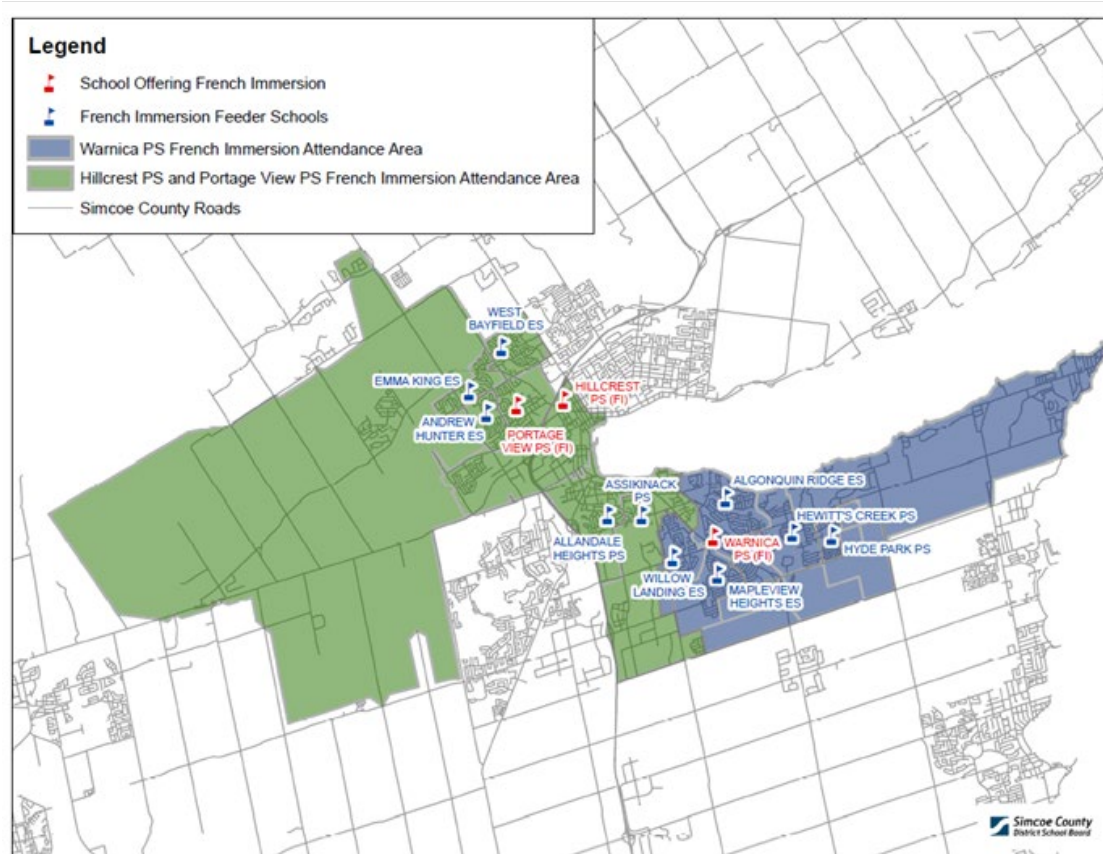 Legend
School Offering French Immersion
French Immersion Feeder Schools
Warnica PS French Immersion Attendance Area
Hillcrest PS and Portage View PS French Immersion Attendance Area
Simcoe County Roads
WEST
BAYFIELD ES
EMMA KING ES
HILLCREST
PS (FI)
ANDREW
HUNTER ES
PORTAGE
VIEW PS (FI)
ASSIKINACK
PS
ALGONQUIN RIDGE ES
HEWITT'S CREEK PS
ALLANDALE
HEIGHTS PS
WARNICA
PS (FI)
HYDE PARK PS
WILLOW
LANDING ES
MAPLEVIEW
HEIGHTS ES
Simcoe County
District School Board